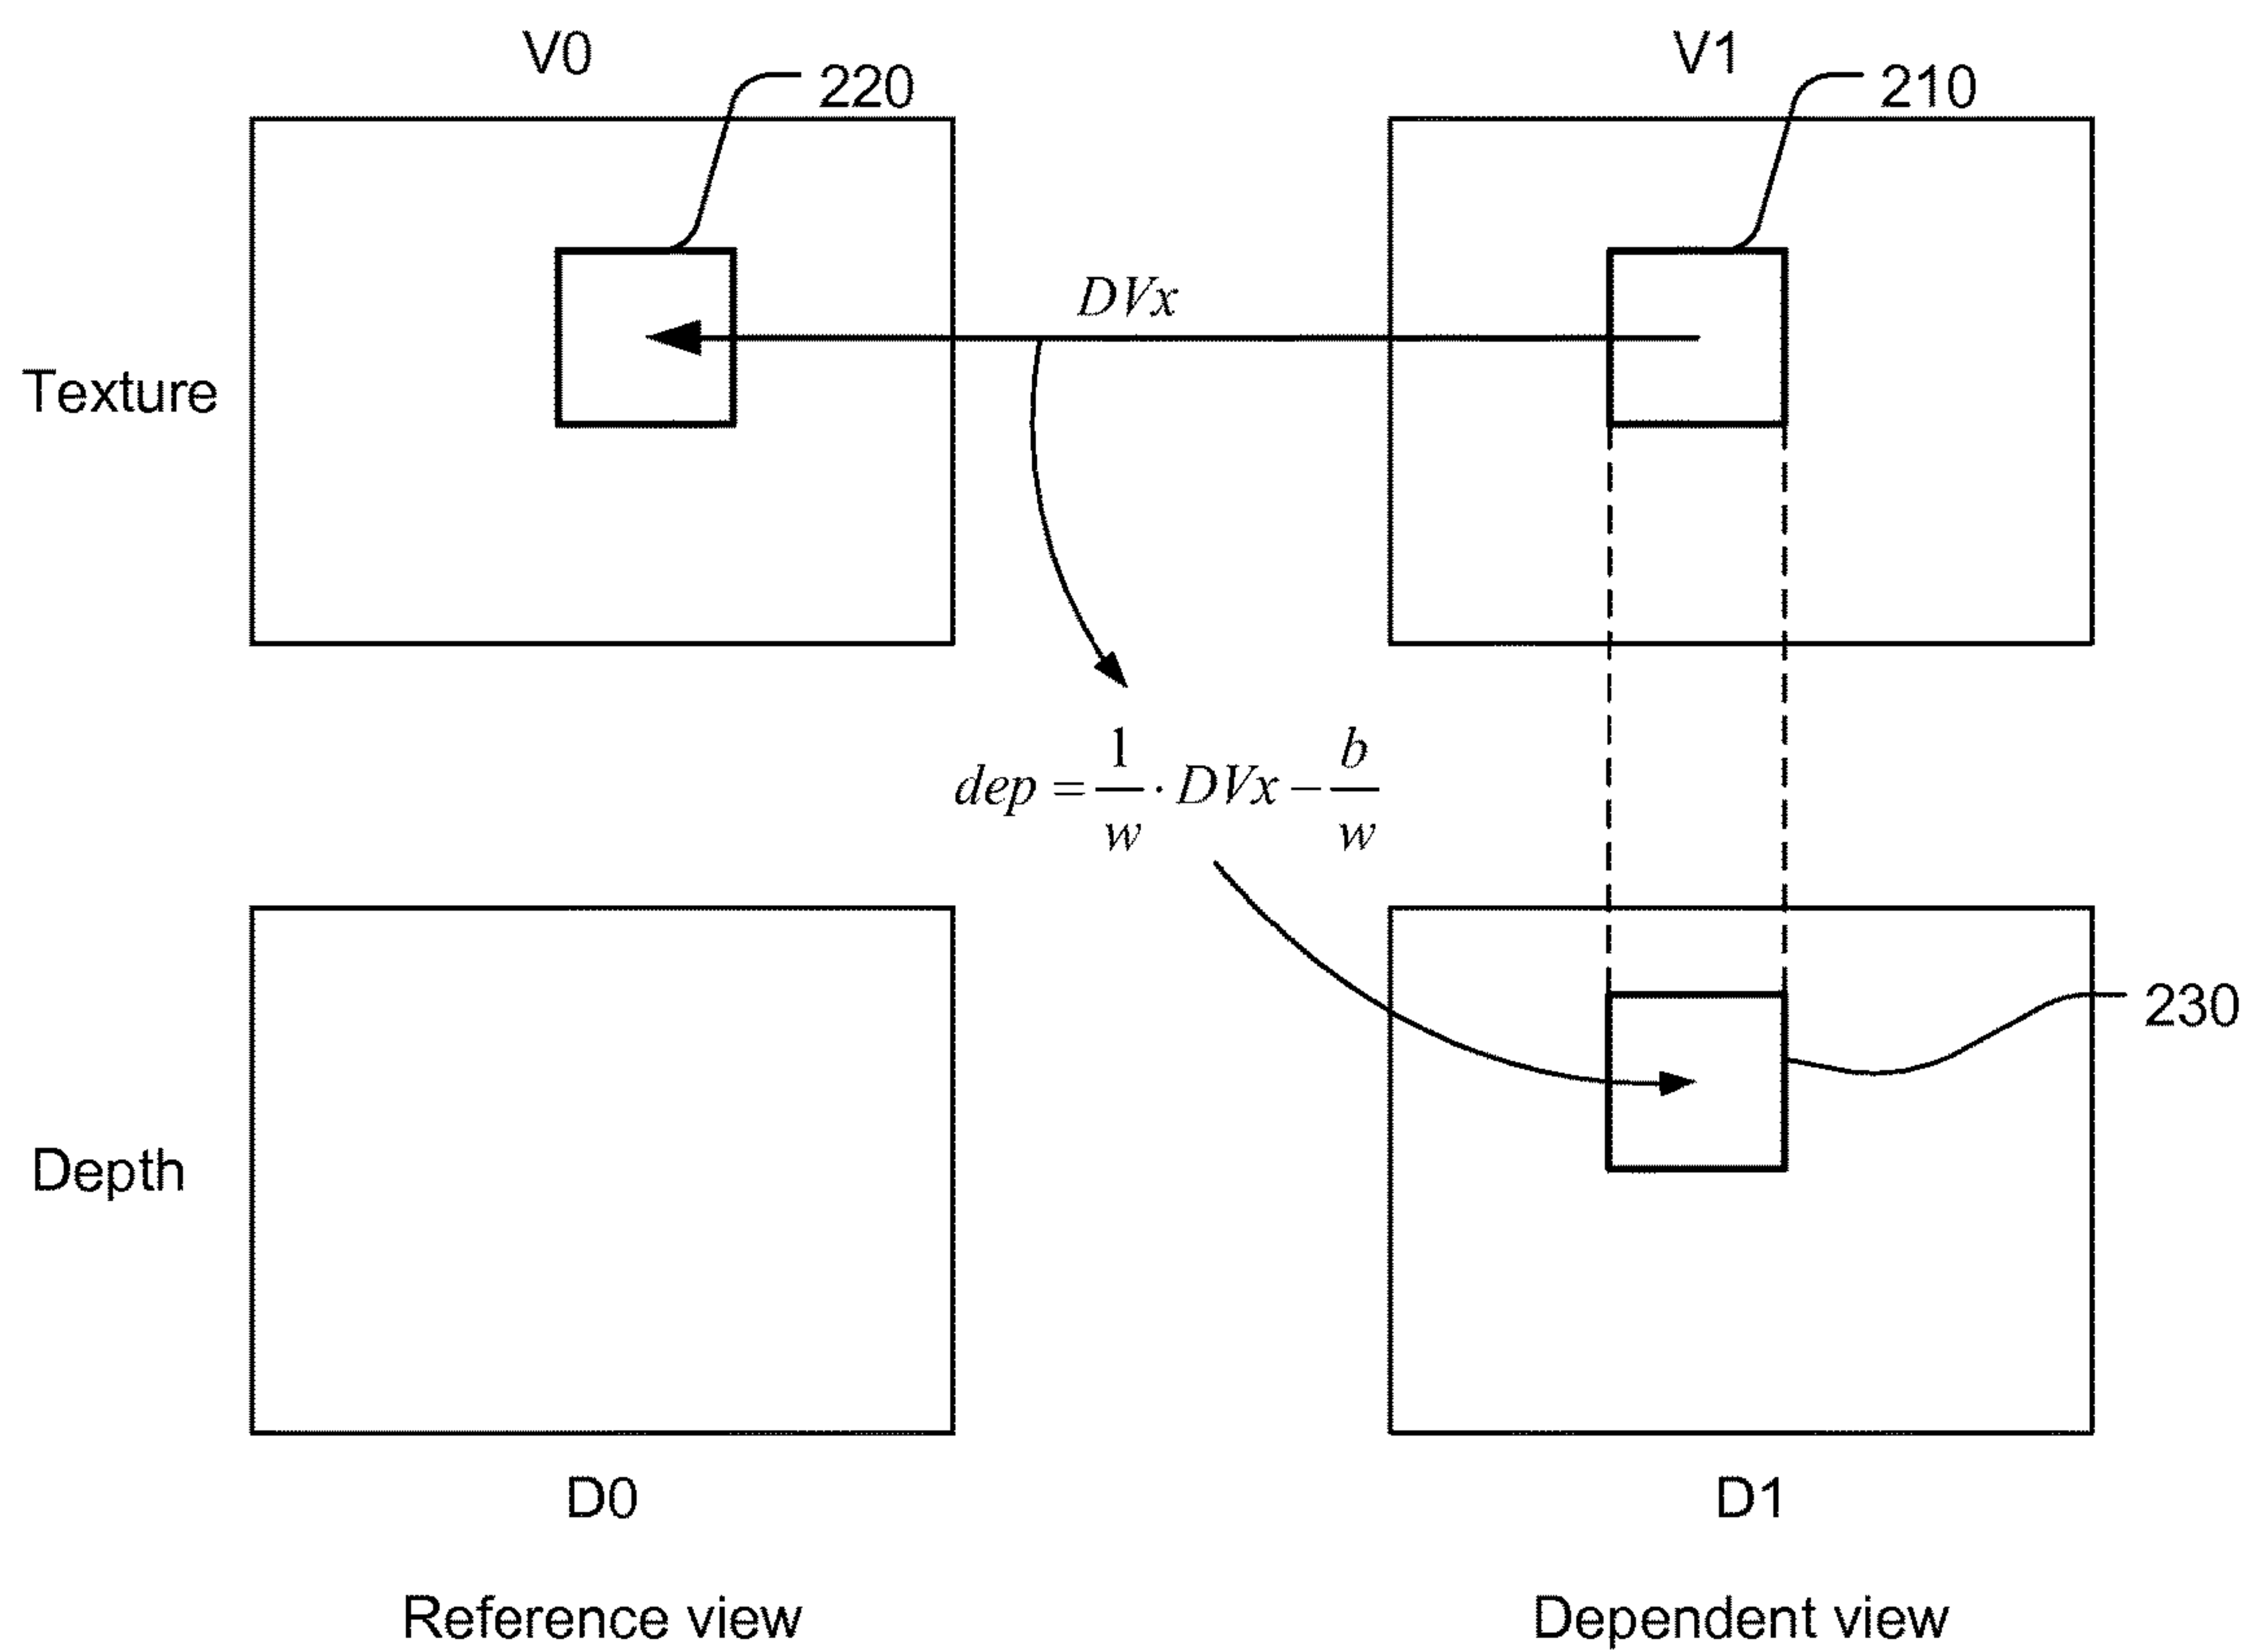 V0
220
V1
210
DVx
Texture
dep = 1/w · DVx − b/w
230
Depth
D0
D1
Reference view
Dependent view